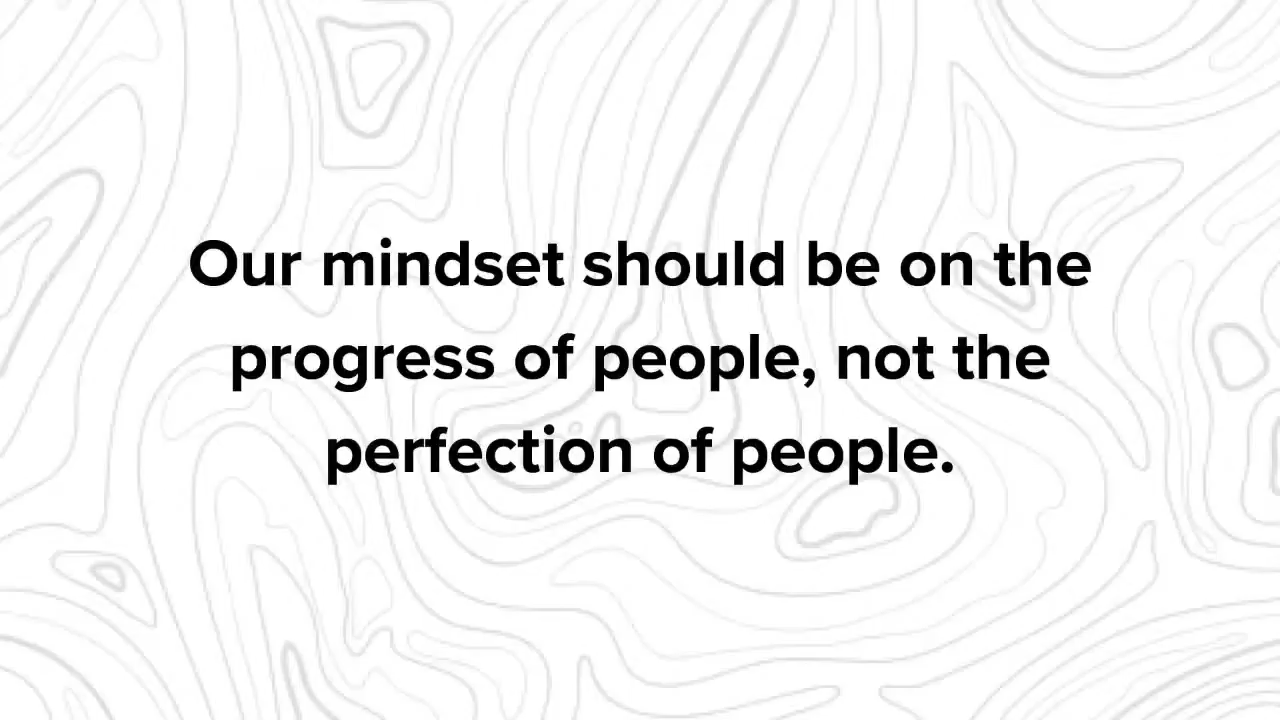 Our mindset should be on the
progress of people, not the
perfection of people.